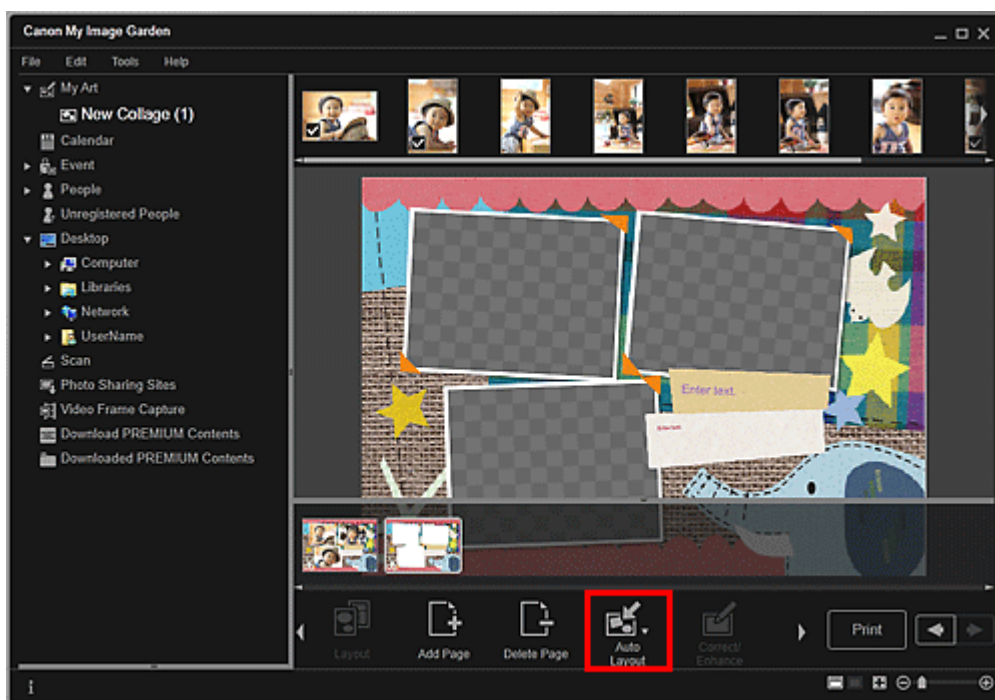 Canon My Image Garden
File Edit Tools Help
My Art
New Collage (1)
Calendar
Event
People
Unregistered People
Desktop
Computer
Libraries
Network
UserName
Scan
Photo Sharing Sites
Video Frame Capture
Download PREMIUM Contents
Downloaded PREMIUM Contents
Enter text.
Enter text.
Layout
Add Page
Delete Page
Auto
Layout
Correct/
Enhance
Print